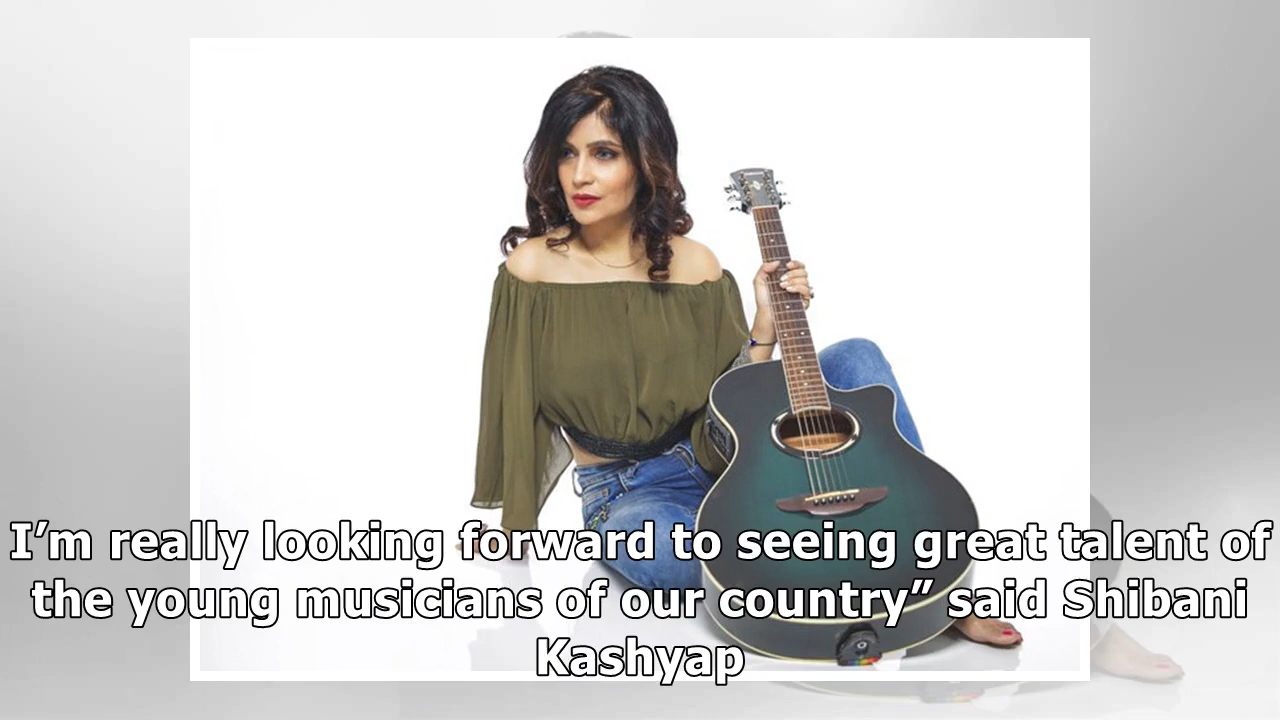 I’m really looking forward to seeing great talent of
the young musicians of our country” said Shibani
Kashyap